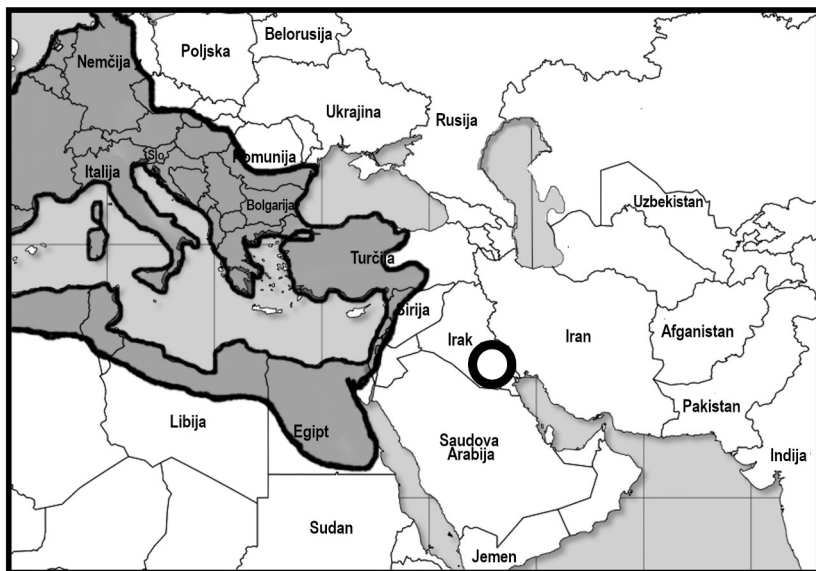 Belorusija
Poljska
Nemčija
Ukrajina
Rusija
Slo.
Romunija
Italija
Uzbekistan
Bolgarija
Turčija
Sirija
Irak
Iran
Afganistan
Pakistan
Libija
Egipt
Saudova
Arabija
Indija
Sudan
Jemen